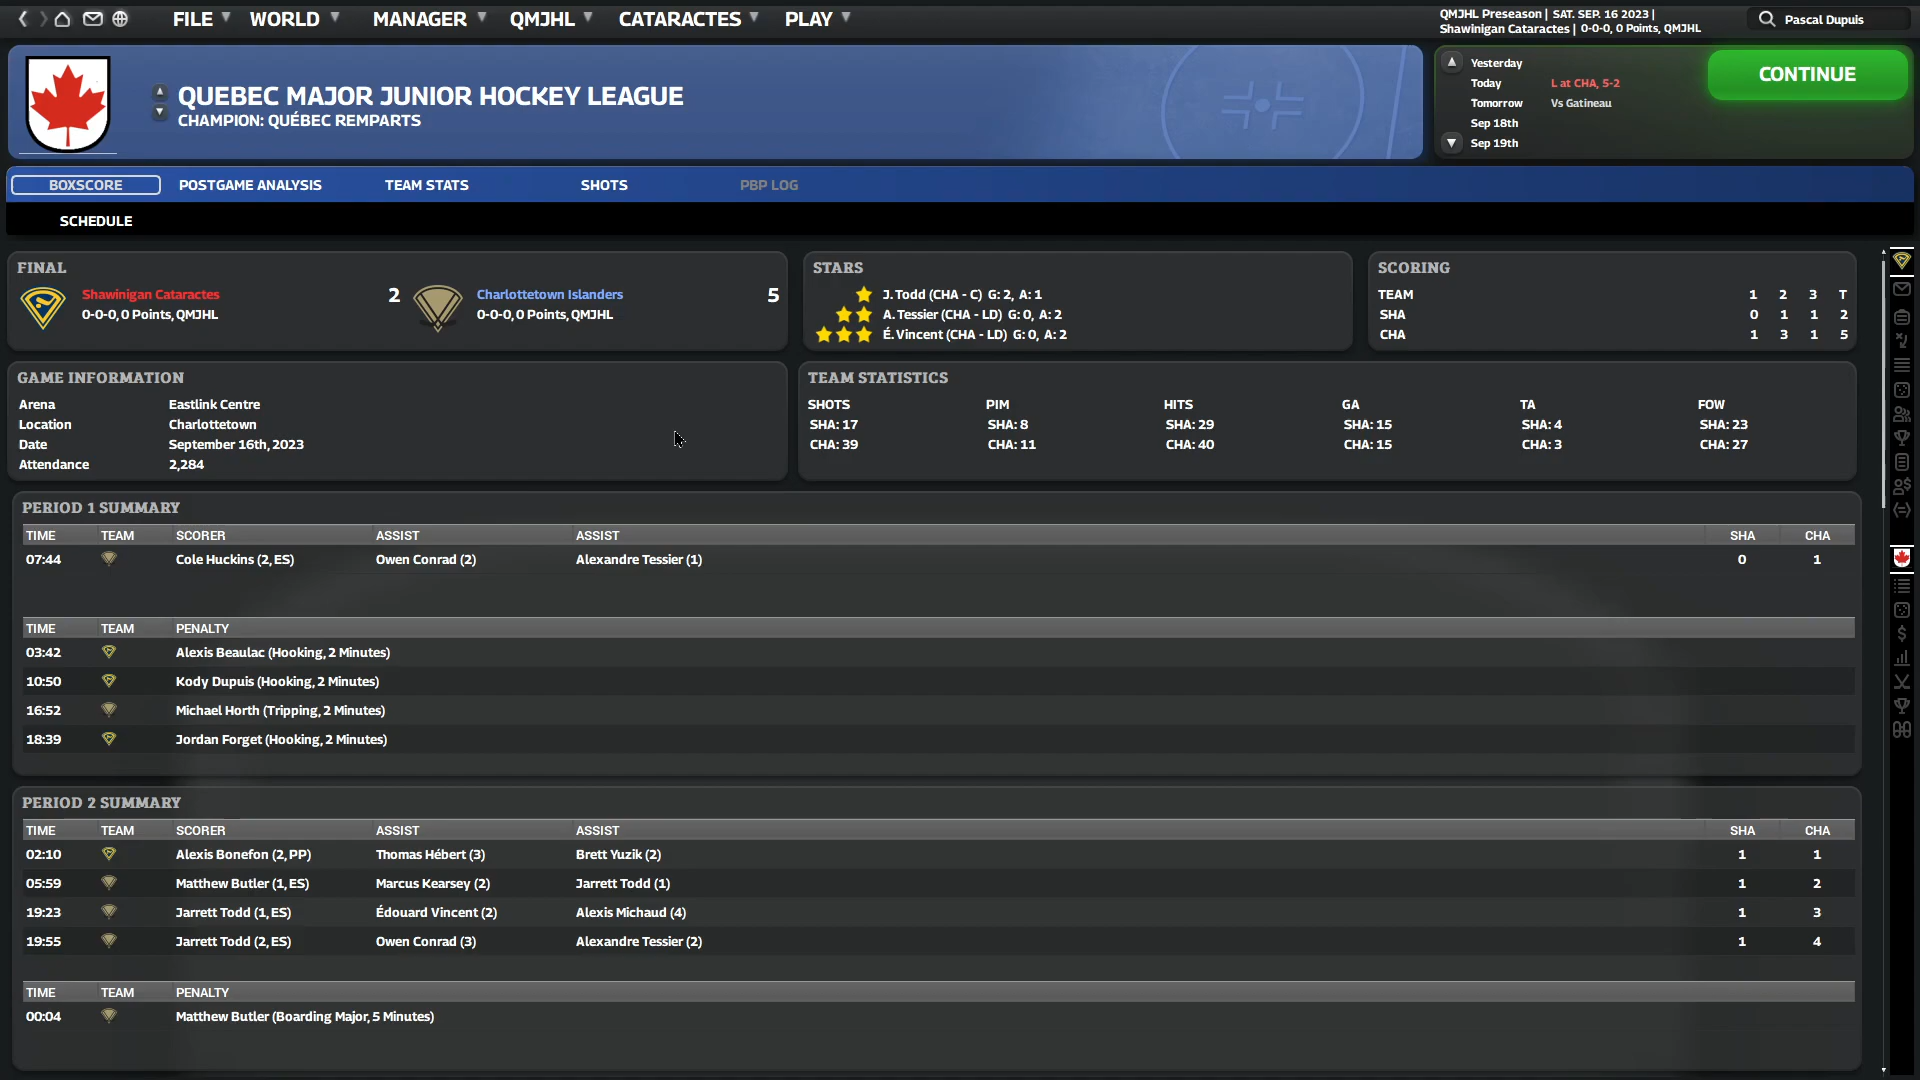 FILE WORLD MANAGER QMJHL CATARACTES PLAY
QMJHL Preseason | SAT. SEP. 16 2023 |
Shawinigan Cataractes | 0-0-0, 0 Points, QMJHL
Pascal Dupuis
QUEBEC MAJOR JUNIOR HOCKEY LEAGUE
CHAMPION: QUÉBEC REMPARTS
Yesterday
Today L at CHA, 5-2
Tomorrow Vs Gatineau
Sep 18th
Sep 19th
CONTINUE
BOXSCORE POSTGAME ANALYSIS TEAM STATS SHOTS PBP LOG
SCHEDULE
FINAL
Shawinigan Cataractes 2
0-0-0, 0 Points, QMJHL
Charlottetown Islanders 5
0-0-0, 0 Points, QMJHL
STARS
J. Todd (CHA - C) G: 2, A: 1
A. Tessier (CHA - LD) G: 0, A: 2
É. Vincent (CHA - LD) G: 0, A: 2
SCORING
TEAM 1 2 3 T
SHA 0 1 1 2
CHA 1 3 1 5
GAME INFORMATION
Arena Eastlink Centre
Location Charlottetown
Date September 16th, 2023
Attendance 2,284
TEAM STATISTICS
SHOTS PIM HITS GA TA FOW
SHA: 17 SHA: 8 SHA: 29 SHA: 15 SHA: 4 SHA: 23
CHA: 39 CHA: 11 CHA: 40 CHA: 15 CHA: 3 CHA: 27
PERIOD 1 SUMMARY
TIME TEAM SCORER ASSIST ASSIST SHA CHA
07:44 Cole Huckins (2, ES) Owen Conrad (2) Alexandre Tessier (1) 0 1
TIME TEAM PENALTY
03:42 Alexis Beaulac (Hooking, 2 Minutes)
10:50 Kody Dupuis (Hooking, 2 Minutes)
16:52 Michael Horth (Tripping, 2 Minutes)
18:39 Jordan Forget (Hooking, 2 Minutes)
PERIOD 2 SUMMARY
TIME TEAM SCORER ASSIST ASSIST SHA CHA
02:10 Alexis Bonefon (2, PP) Thomas Hébert (3) Brett Yuzik (2) 1 1
05:59 Matthew Butler (1, ES) Marcus Kearsey (2) Jarrett Todd (1) 1 2
19:23 Jarrett Todd (1, ES) Édouard Vincent (2) Alexis Michaud (4) 1 3
19:55 Jarrett Todd (2, ES) Owen Conrad (3) Alexandre Tessier (2) 1 4
TIME TEAM PENALTY
00:04 Matthew Butler (Boarding Major, 5 Minutes)